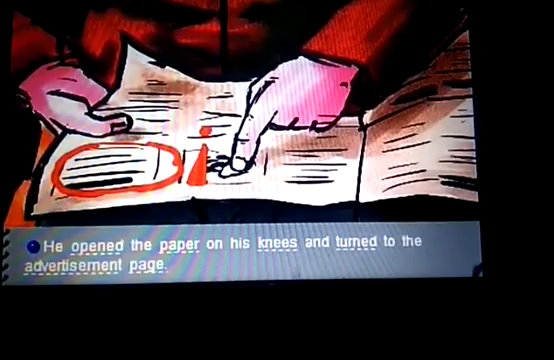 He opened the paper on his knees and turned to the
advertisement page.